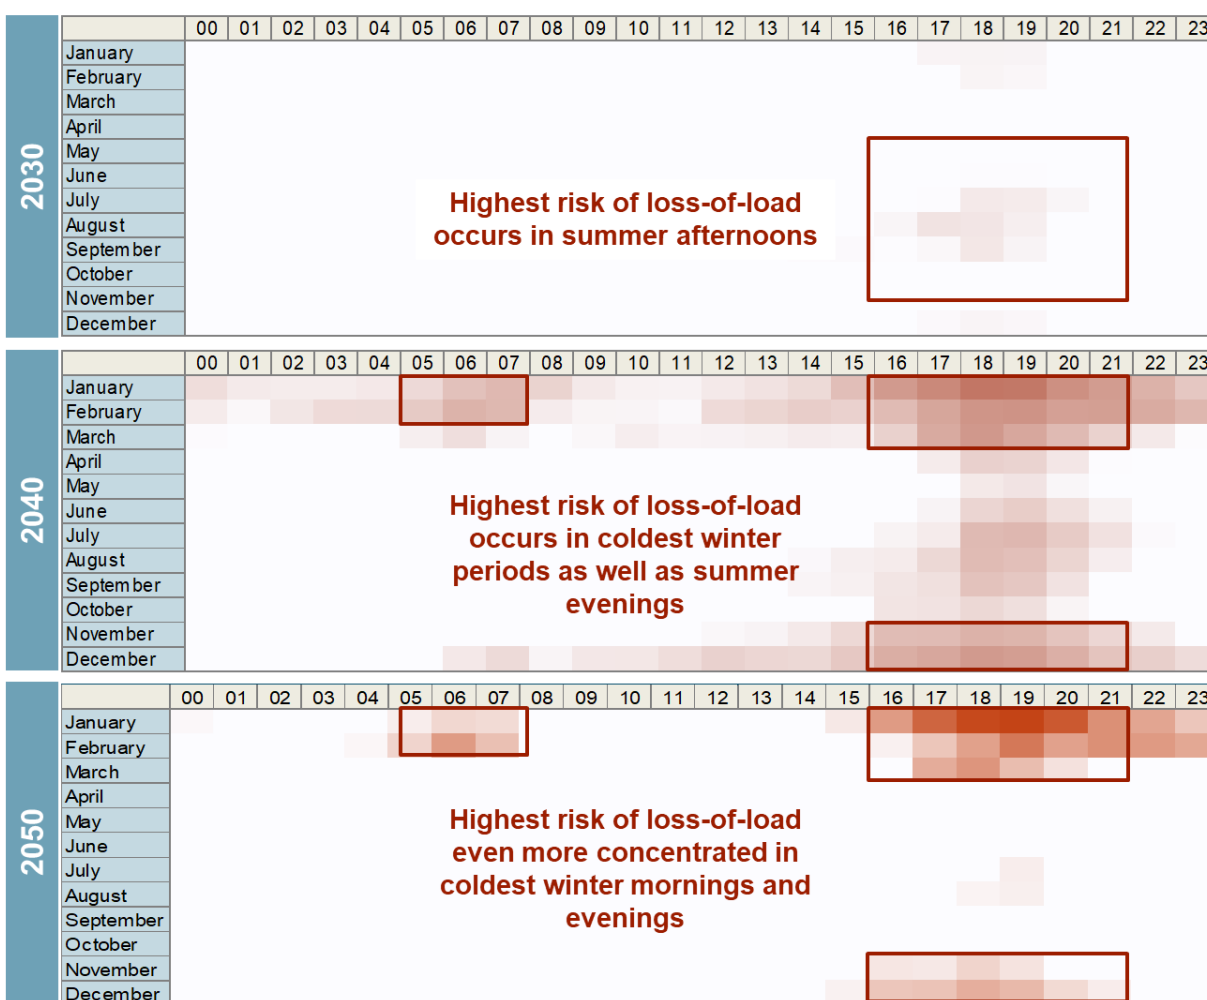 2030
00 01 02 03 04 05 06 07 08 09 10 11 12 13 14 15 16 17 18 19 20 21 22 23
January
February
March
April
May
June
July
August
September
October
November
December
Highest risk of loss-of-load
occurs in summer afternoons
2040
00 01 02 03 04 05 06 07 08 09 10 11 12 13 14 15 16 17 18 19 20 21 22 23
January
February
March
April
May
June
July
August
September
October
November
December
Highest risk of loss-of-load
occurs in coldest winter
periods as well as summer
evenings
2050
00 01 02 03 04 05 06 07 08 09 10 11 12 13 14 15 16 17 18 19 20 21 22 23
January
February
March
April
May
June
July
August
September
October
November
December
Highest risk of loss-of-load
even more concentrated in
coldest winter mornings and
evenings